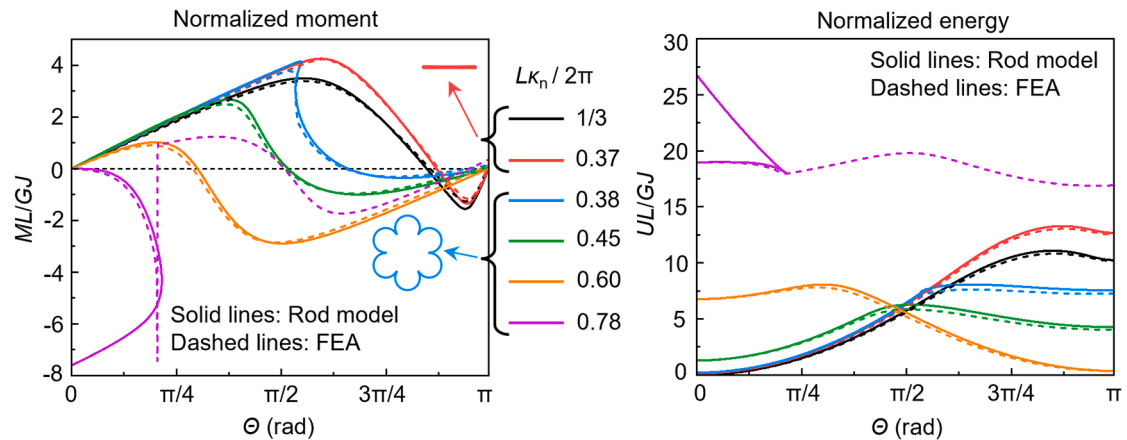 Normalized moment
ML/GJ
4
2
0
-2
-4
-6
-8
0
π/4
π/2
3π/4
π
Θ (rad)
Solid lines: Rod model
Dashed lines: FEA
Lκn / 2π
1/3
0.37
0.38
0.45
0.60
0.78
Normalized energy
UL/GJ
30
25
20
15
10
5
0
0
π/4
π/2
3π/4
π
Θ (rad)
Solid lines: Rod model
Dashed lines: FEA